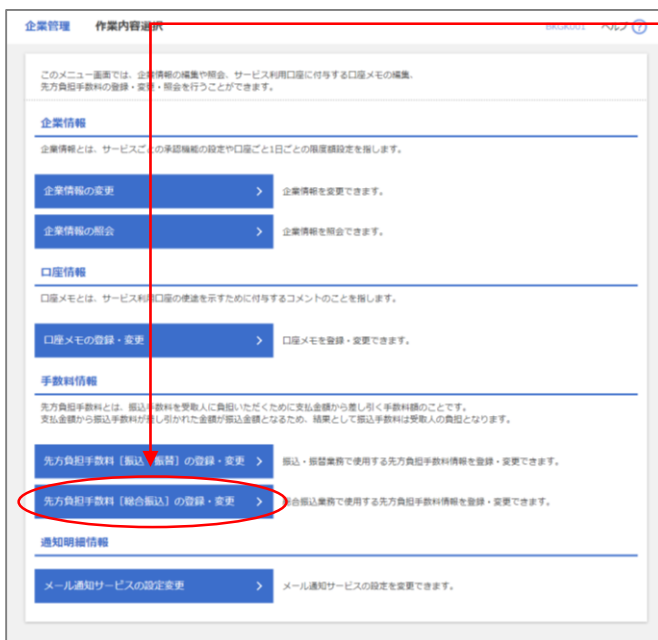 企業管理 作業内容選択 BKGK001 ヘルプ ?
このメニュー画面では、企業情報の編集や照会、サービス利用口座に付与する口座メモの編集、
先方負担手数料の登録・変更・照会を行うことができます。
企業情報
企業情報とは、サービスごとの承認機能の設定や口座ごと1日ごとの限度額設定を指します。
企業情報の変更 企業情報を変更できます。
企業情報の照会 企業情報を照会できます。
口座情報
口座メモとは、サービス利用口座の使途を示すために付与するコメントのことを指します。
口座メモの登録・変更 口座メモを登録・変更できます。
手数料情報
先方負担手数料とは、振込手数料を受取人に負担いただくために支払金額から差し引く手数料額のことです。
支払金額から振込手数料が差し引かれた金額が振込金額となるため、結果として振込手数料は受取人の負担となります。
先方負担手数料［振込・振替］の登録・変更 振込・振替業務で使用する先方負担手数料情報を登録・変更できます。
先方負担手数料［総合振込］の登録・変更 総合振込業務で使用する先方負担手数料情報を登録・変更できます。
通知明細情報
メール通知サービスの設定変更 メール通知サービスの設定を変更できます。